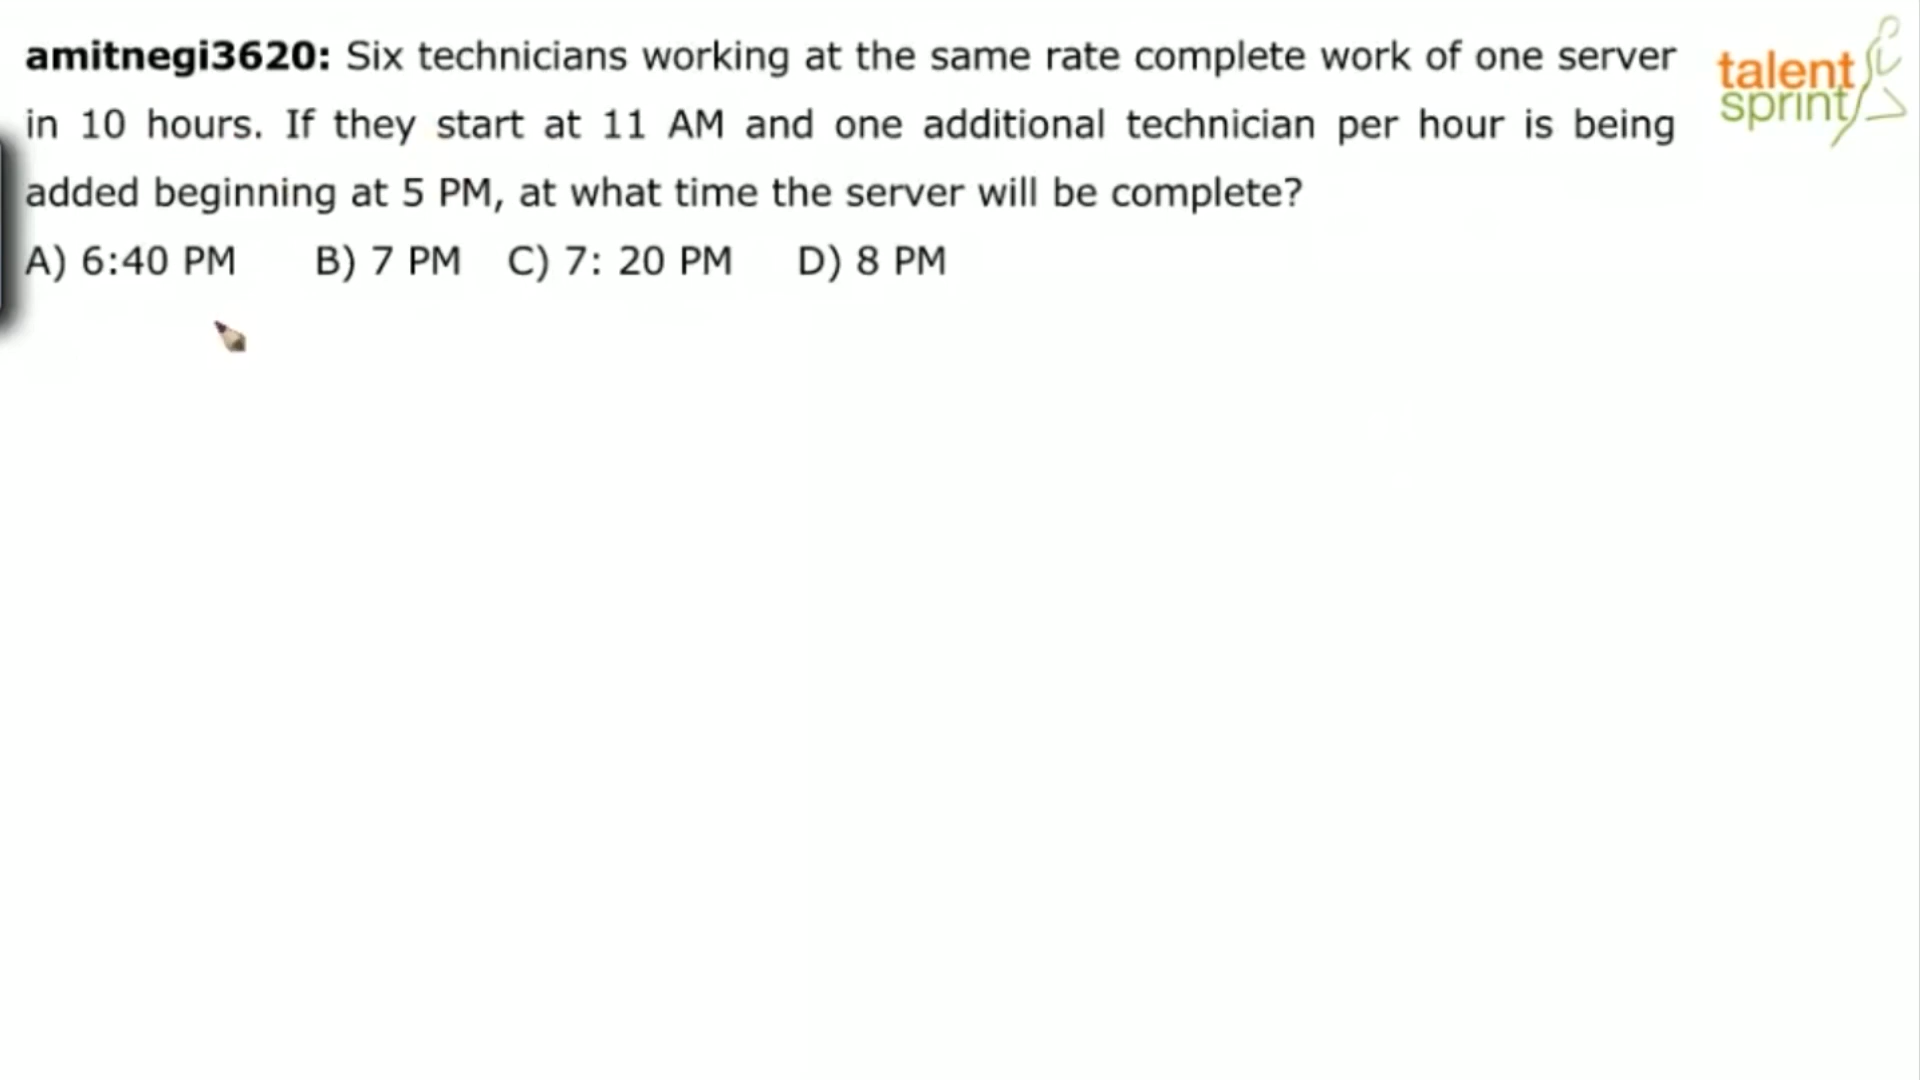 amitnegi3620: Six technicians working at the same rate complete work of one server
in 10 hours. If they start at 11 AM and one additional technician per hour is being
added beginning at 5 PM, at what time the server will be complete?
A) 6:40 PM B) 7 PM C) 7: 20 PM D) 8 PM
talent
sprint